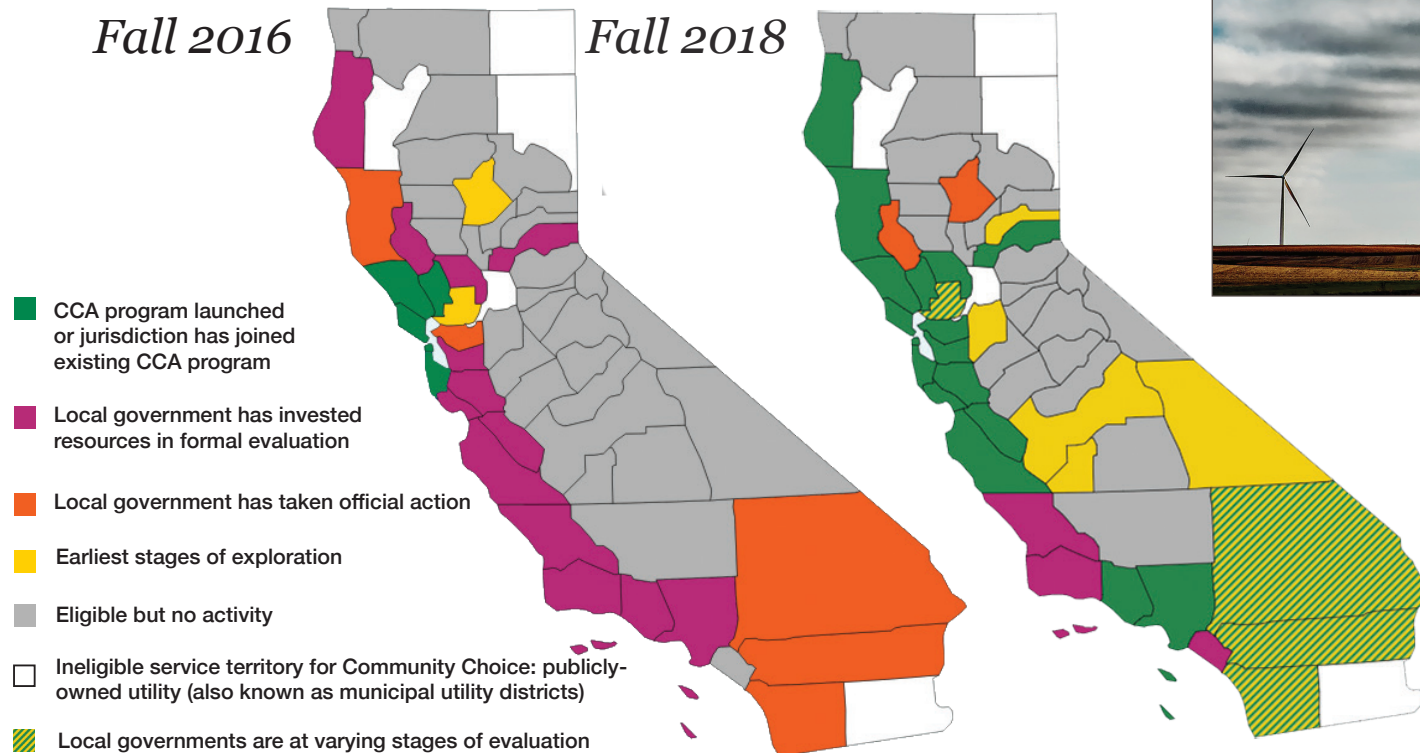 Fall 2016
Fall 2018
CCA program launched
or jurisdiction has joined
existing CCA program
Local government has invested
resources in formal evaluation
Local government has taken official action
Earliest stages of exploration
Eligible but no activity
Ineligible service territory for Community Choice: publicly-
owned utility (also known as municipal utility districts)
Local governments are at varying stages of evaluation